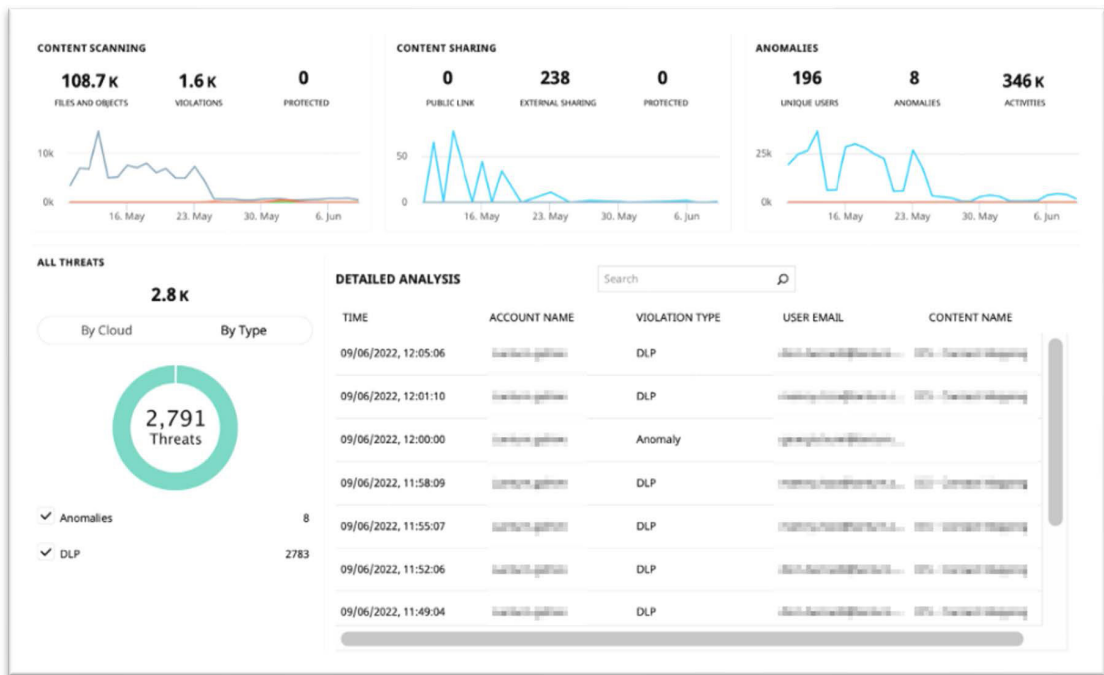 CONTENT SCANNING
108.7 K
1.6 K
0
FILES AND OBJECTS
VIOLATIONS
PROTECTED
10k
0k
16. May
23. May
30. May
6. Jun
CONTENT SHARING
0
238
0
PUBLIC LINK
EXTERNAL SHARING
PROTECTED
50
0
16. May
23. May
30. May
6. Jun
ANOMALIES
196
8
346 K
UNIQUE USERS
ANOMALIES
ACTIVITIES
25k
0k
16. May
23. May
30. May
6. Jun
ALL THREATS
2.8 K
By Cloud
By Type
2,791
Threats
Anomalies 8
DLP 2783
DETAILED ANALYSIS
Search
TIME ACCOUNT NAME VIOLATION TYPE USER EMAIL CONTENT NAME
09/06/2022, 12:05:06 DLP
09/06/2022, 12:01:10 DLP
09/06/2022, 12:00:00 Anomaly
09/06/2022, 11:58:09 DLP
09/06/2022, 11:55:07 DLP
09/06/2022, 11:52:06 DLP
09/06/2022, 11:49:04 DLP